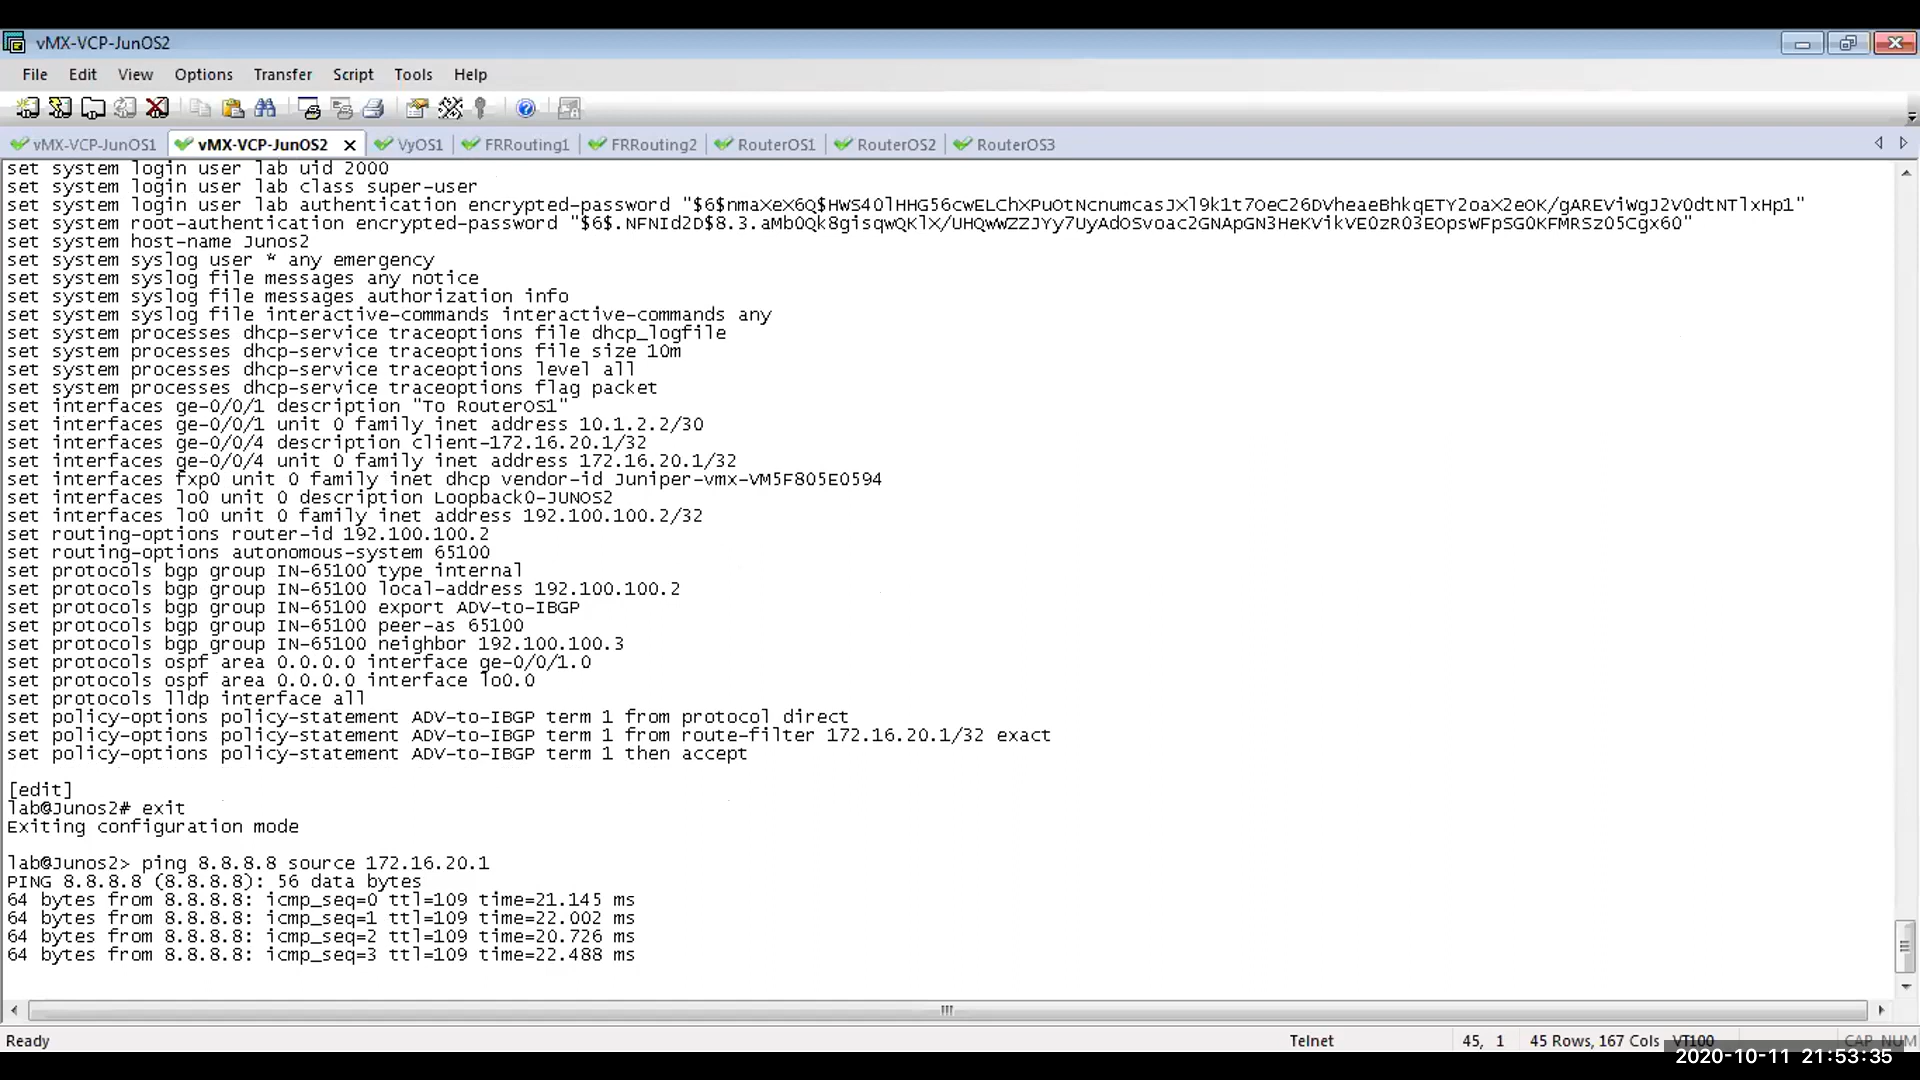 vMX-VCP-JunOS2
File Edit View Options Transfer Script Tools Help
vMX-VCP-JunOS1 vMX-VCP-JunOS2 VyOS1 FRRouting1 FRRouting2 RouterOS1 RouterOS2 RouterOS3
set system login user lab uid 2000
set system login user lab class super-user
set system login user lab authentication encrypted-password
set system root-authentication encrypted-password
set system host-name Junos2
set system syslog user * any emergency
set system syslog file messages any notice
set system syslog file messages authorization info
set system syslog file interactive-commands interactive-commands any
set system processes dhcp-service traceoptions file dhcp_logfile
set system processes dhcp-service traceoptions file size 10m
set system processes dhcp-service traceoptions level all
set system processes dhcp-service traceoptions flag packet
set interfaces ge-0/0/1 description "To RouterOS1"
set interfaces ge-0/0/1 unit 0 family inet address 10.1.2.2/30
set interfaces ge-0/0/4 description client-172.16.20.1/32
set interfaces ge-0/0/4 unit 0 family inet address 172.16.20.1/32
set interfaces fxp0 unit 0 family inet dhcp vendor-id Juniper-vmx-VM5F805E0594
set interfaces lo0 unit 0 description Loopback0-JUNOS2
set interfaces lo0 unit 0 family inet address 192.100.100.2/32
set routing-options router-id 192.100.100.2
set routing-options autonomous-system 65100
set protocols bgp group IN-65100 type internal
set protocols bgp group IN-65100 local-address 192.100.100.2
set protocols bgp group IN-65100 export ADV-to-IBGP
set protocols bgp group IN-65100 peer-as 65100
set protocols bgp group IN-65100 neighbor 192.100.100.3
set protocols ospf area 0.0.0.0 interface ge-0/0/1.0
set protocols ospf area 0.0.0.0 interface lo0.0
set protocols lldp interface all
set policy-options policy-statement ADV-to-IBGP term 1 from protocol direct
set policy-options policy-statement ADV-to-IBGP term 1 from route-filter 172.16.20.1/32 exact
set policy-options policy-statement ADV-to-IBGP term 1 then accept
[edit]
lab@Junos2# exit
Exiting configuration mode
lab@Junos2> ping 8.8.8.8 source 172.16.20.1
PING 8.8.8.8 (8.8.8.8): 56 data bytes
64 bytes from 8.8.8.8: icmp_seq=0 ttl=109 time=21.145 ms
64 bytes from 8.8.8.8: icmp_seq=1 ttl=109 time=22.002 ms
64 bytes from 8.8.8.8: icmp_seq=2 ttl=109 time=20.726 ms
64 bytes from 8.8.8.8: icmp_seq=3 ttl=109 time=22.488 ms
Ready Telnet 45, 1 45 Rows, 167 Cols VT100 CAP NUM
2020-10-11 21:53:35